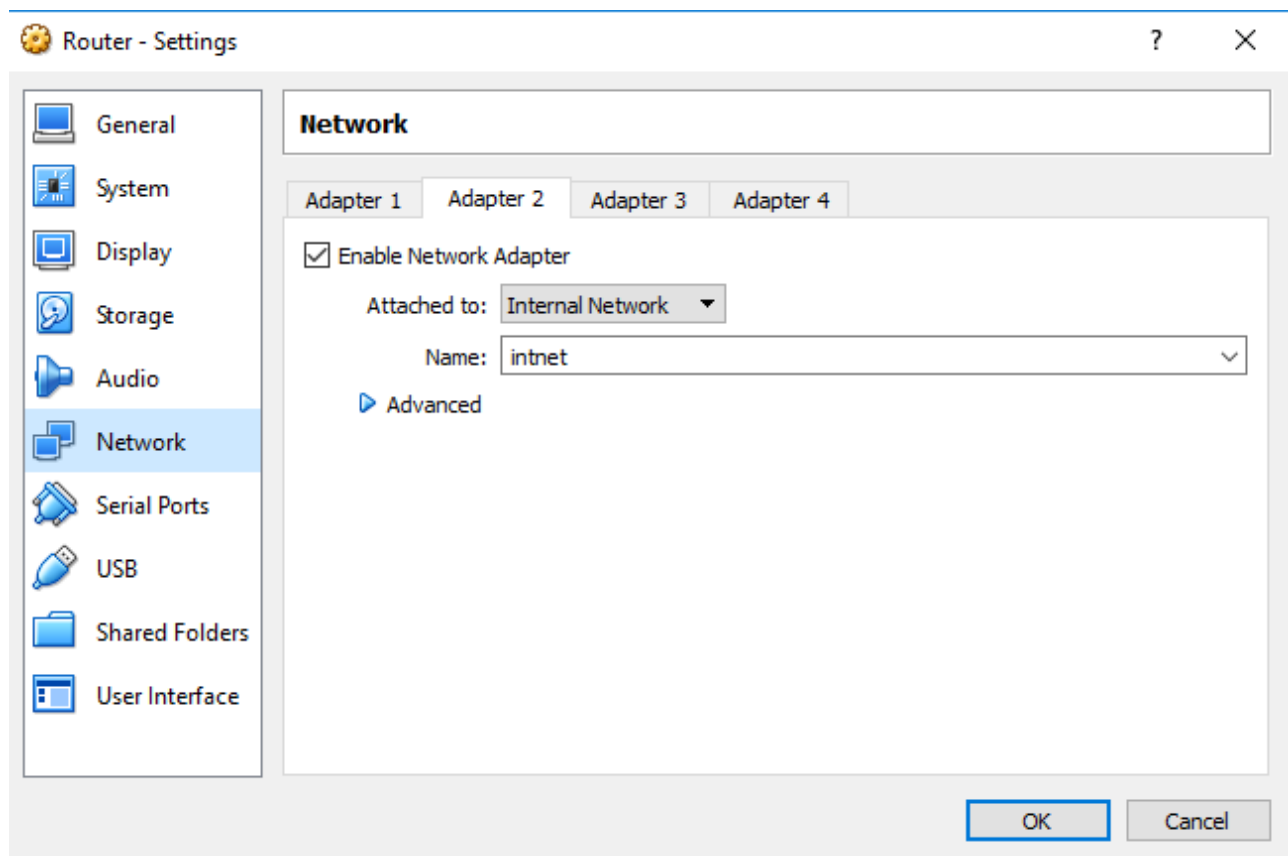 Router - Settings
?
General
System
Display
Storage
Audio
Network
Serial Ports
USB
Shared Folders
User Interface
Network
Adapter 1
Adapter 2
Adapter 3
Adapter 4
Enable Network Adapter
Attached to: Internal Network
Name: intnet
Advanced
OK
Cancel